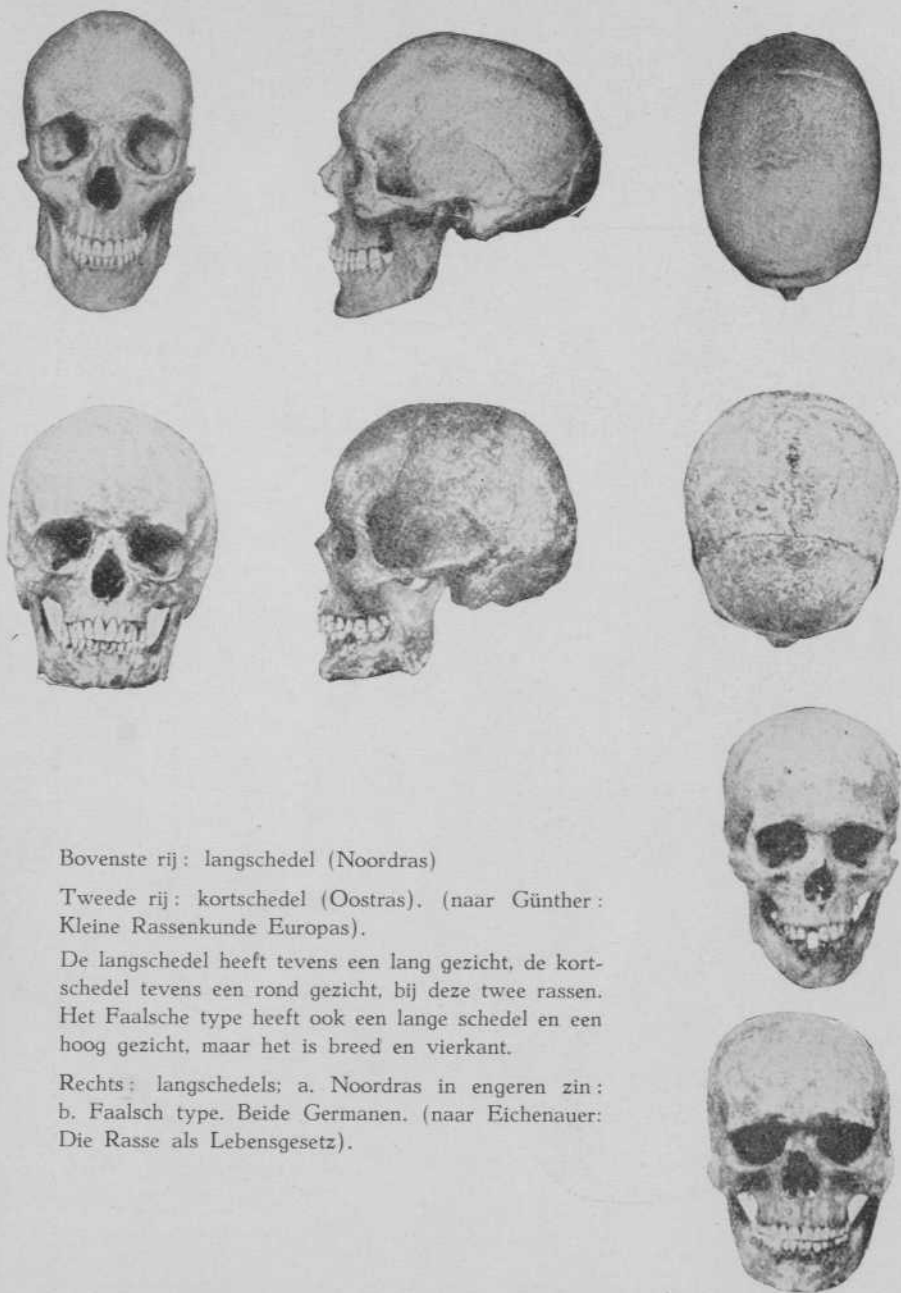 Bovenste rij : langschedel (Noordras)
Tweede rij : kortschedel (Oostras). (naar Günther :
Kleine Rassenkunde Europas).
De langschedel heeft tevens een lang gezicht, de kort-
schedel tevens een rond gezicht, bij deze twee rassen.
Het Faalsche type heeft ook een lange schedel en een
hoog gezicht, maar het is breed en vierkant.
Rechts : langschedels; a. Noordras in engeren zin :
b. Faalsch type. Beide Germanen. (naar Eichenauer:
Die Rasse als Lebensgesetz).